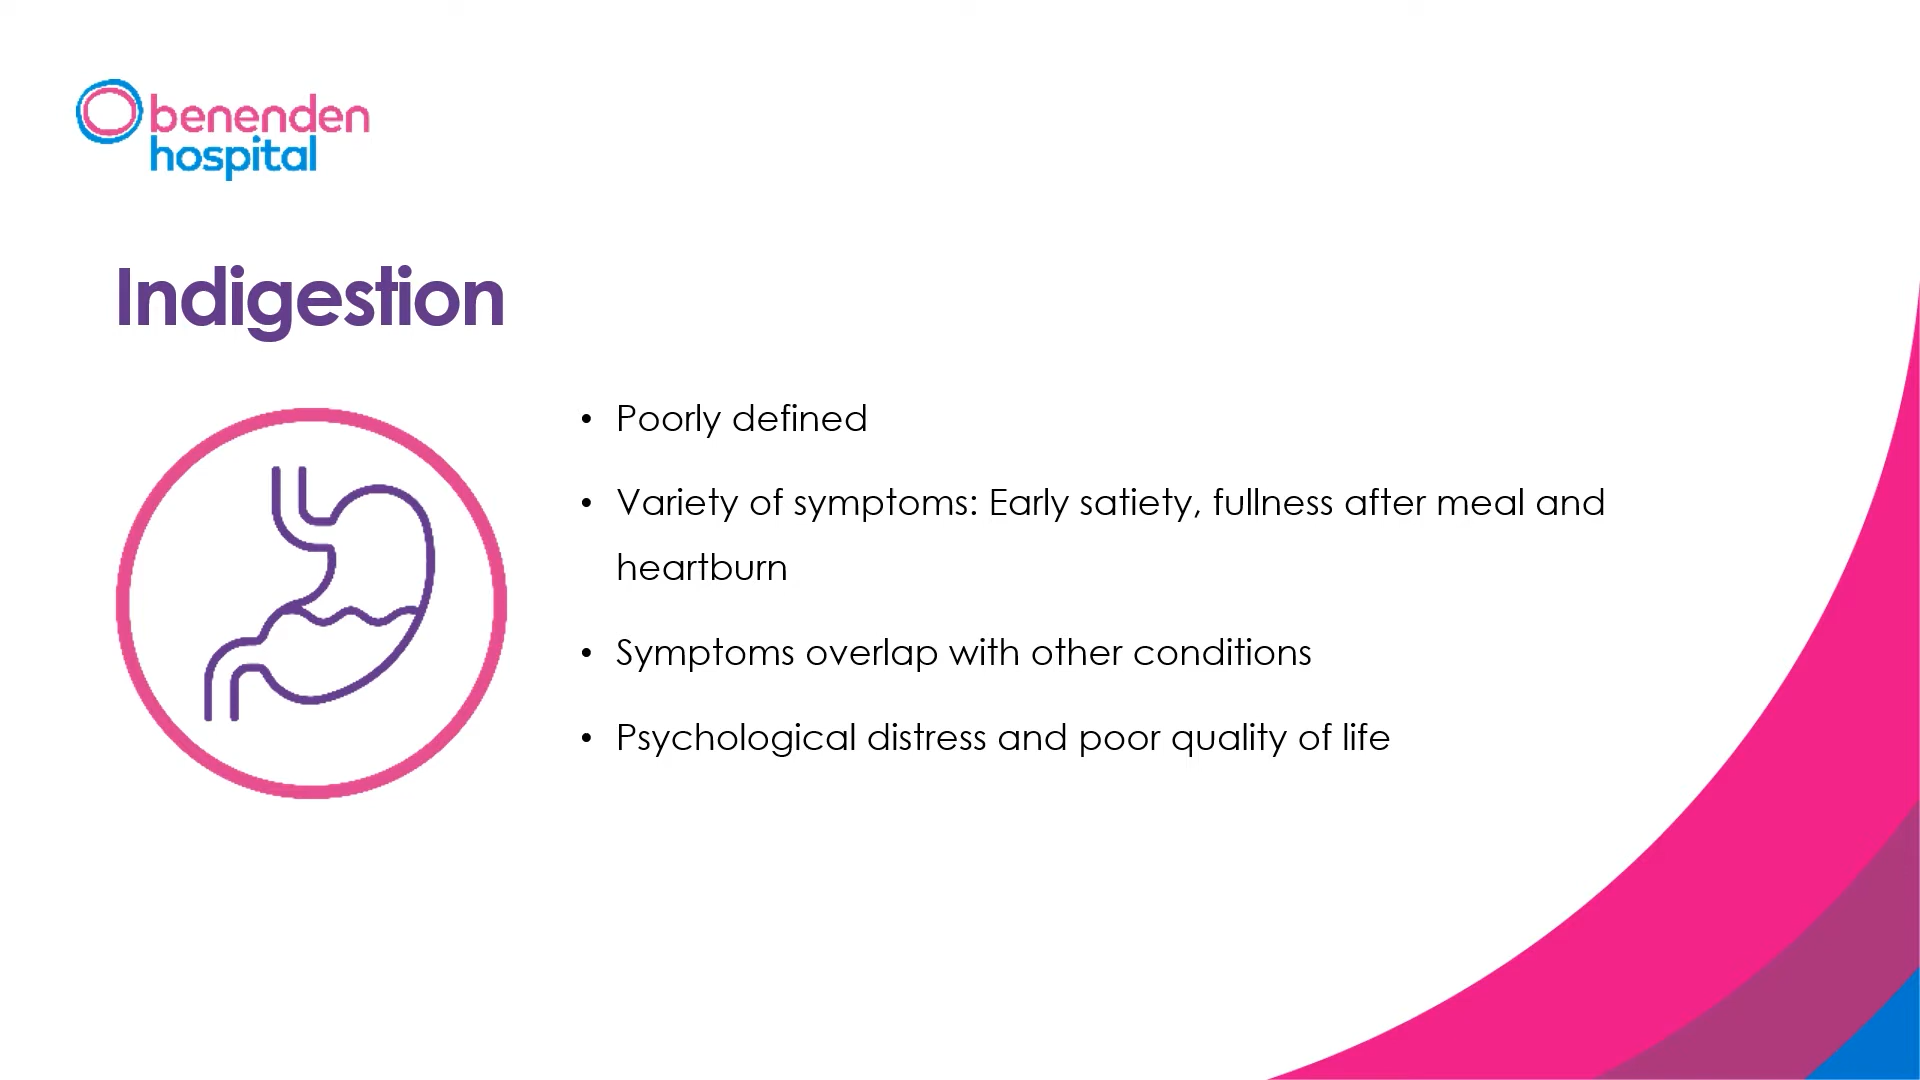 benenden
hospital
Indigestion
• Poorly defined
• Variety of symptoms: Early satiety, fullness after meal and
heartburn
• Symptoms overlap with other conditions
• Psychological distress and poor quality of life